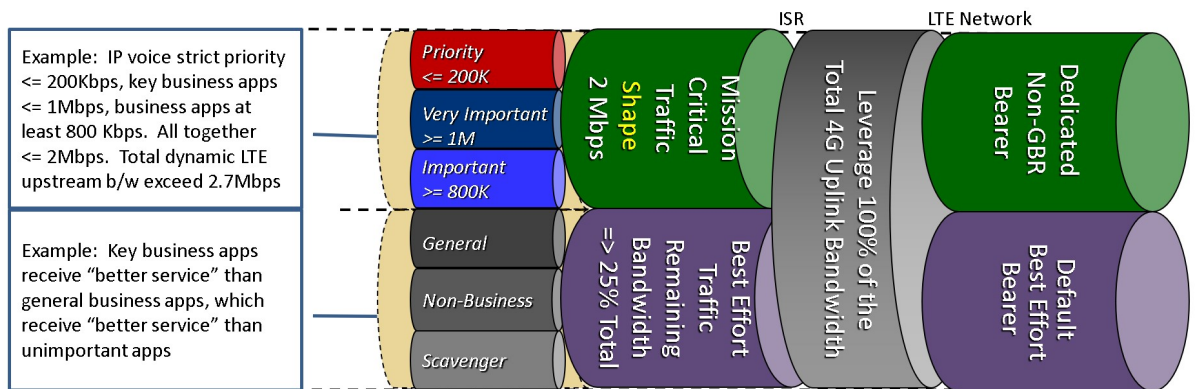 ISR
LTE Network
Example:  IP voice strict priority
<= 200Kbps, key business apps
<= 1Mbps, business apps at
least 800 Kbps.  All together
<= 2Mbps.  Total dynamic LTE
upstream b/w exceed 2.7Mbps
Example:  Key business apps
receive “better service” than
general business apps, which
receive “better service” than
unimportant apps
Priority
<= 200K
Very Important
>= 1M
Important
>= 800K
General
Non-Business
Scavenger
Mission
Critical
Traffic
Shape
2 Mbps
Best Effort
Traffic
Remaining
Bandwidth
=> 25% Total
Leverage 100% of the
Total 4G Uplink Bandwidth
Dedicated
Non-GBR
Bearer
Default
Best Effort
Bearer